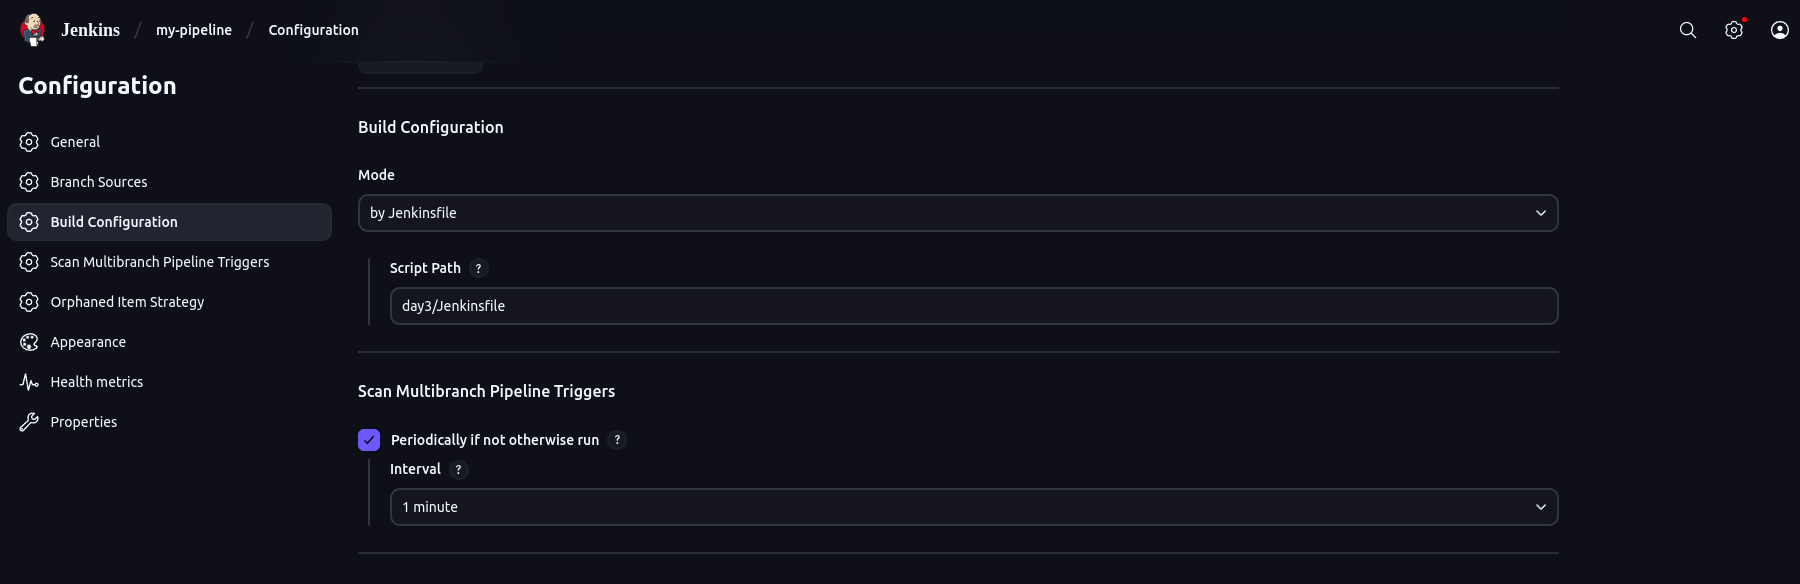 Jenkins / my-pipeline / Configuration
Configuration
General
Branch Sources
Build Configuration
Scan Multibranch Pipeline Triggers
Orphaned Item Strategy
Appearance
Health metrics
Properties
Build Configuration
Mode
by Jenkinsfile
Script Path ?
day3/Jenkinsfile
Scan Multibranch Pipeline Triggers
Periodically if not otherwise run ?
Interval ?
1 minute